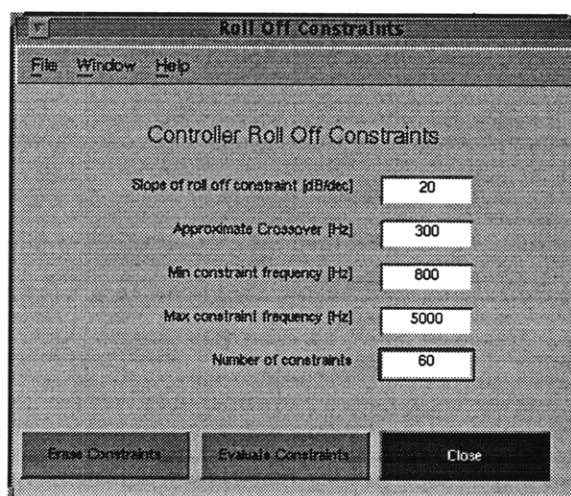 Roll Off Constraints
File Window Help
Controller Roll Off Constraints
Slope of roll off constraint [dB/dec] 20
Approximate Crossover [Hz] 300
Min constraint frequency [Hz] 800
Max constraint frequency [Hz] 5000
Number of constraints 60
Erase Constraints Evaluate Constraints Close